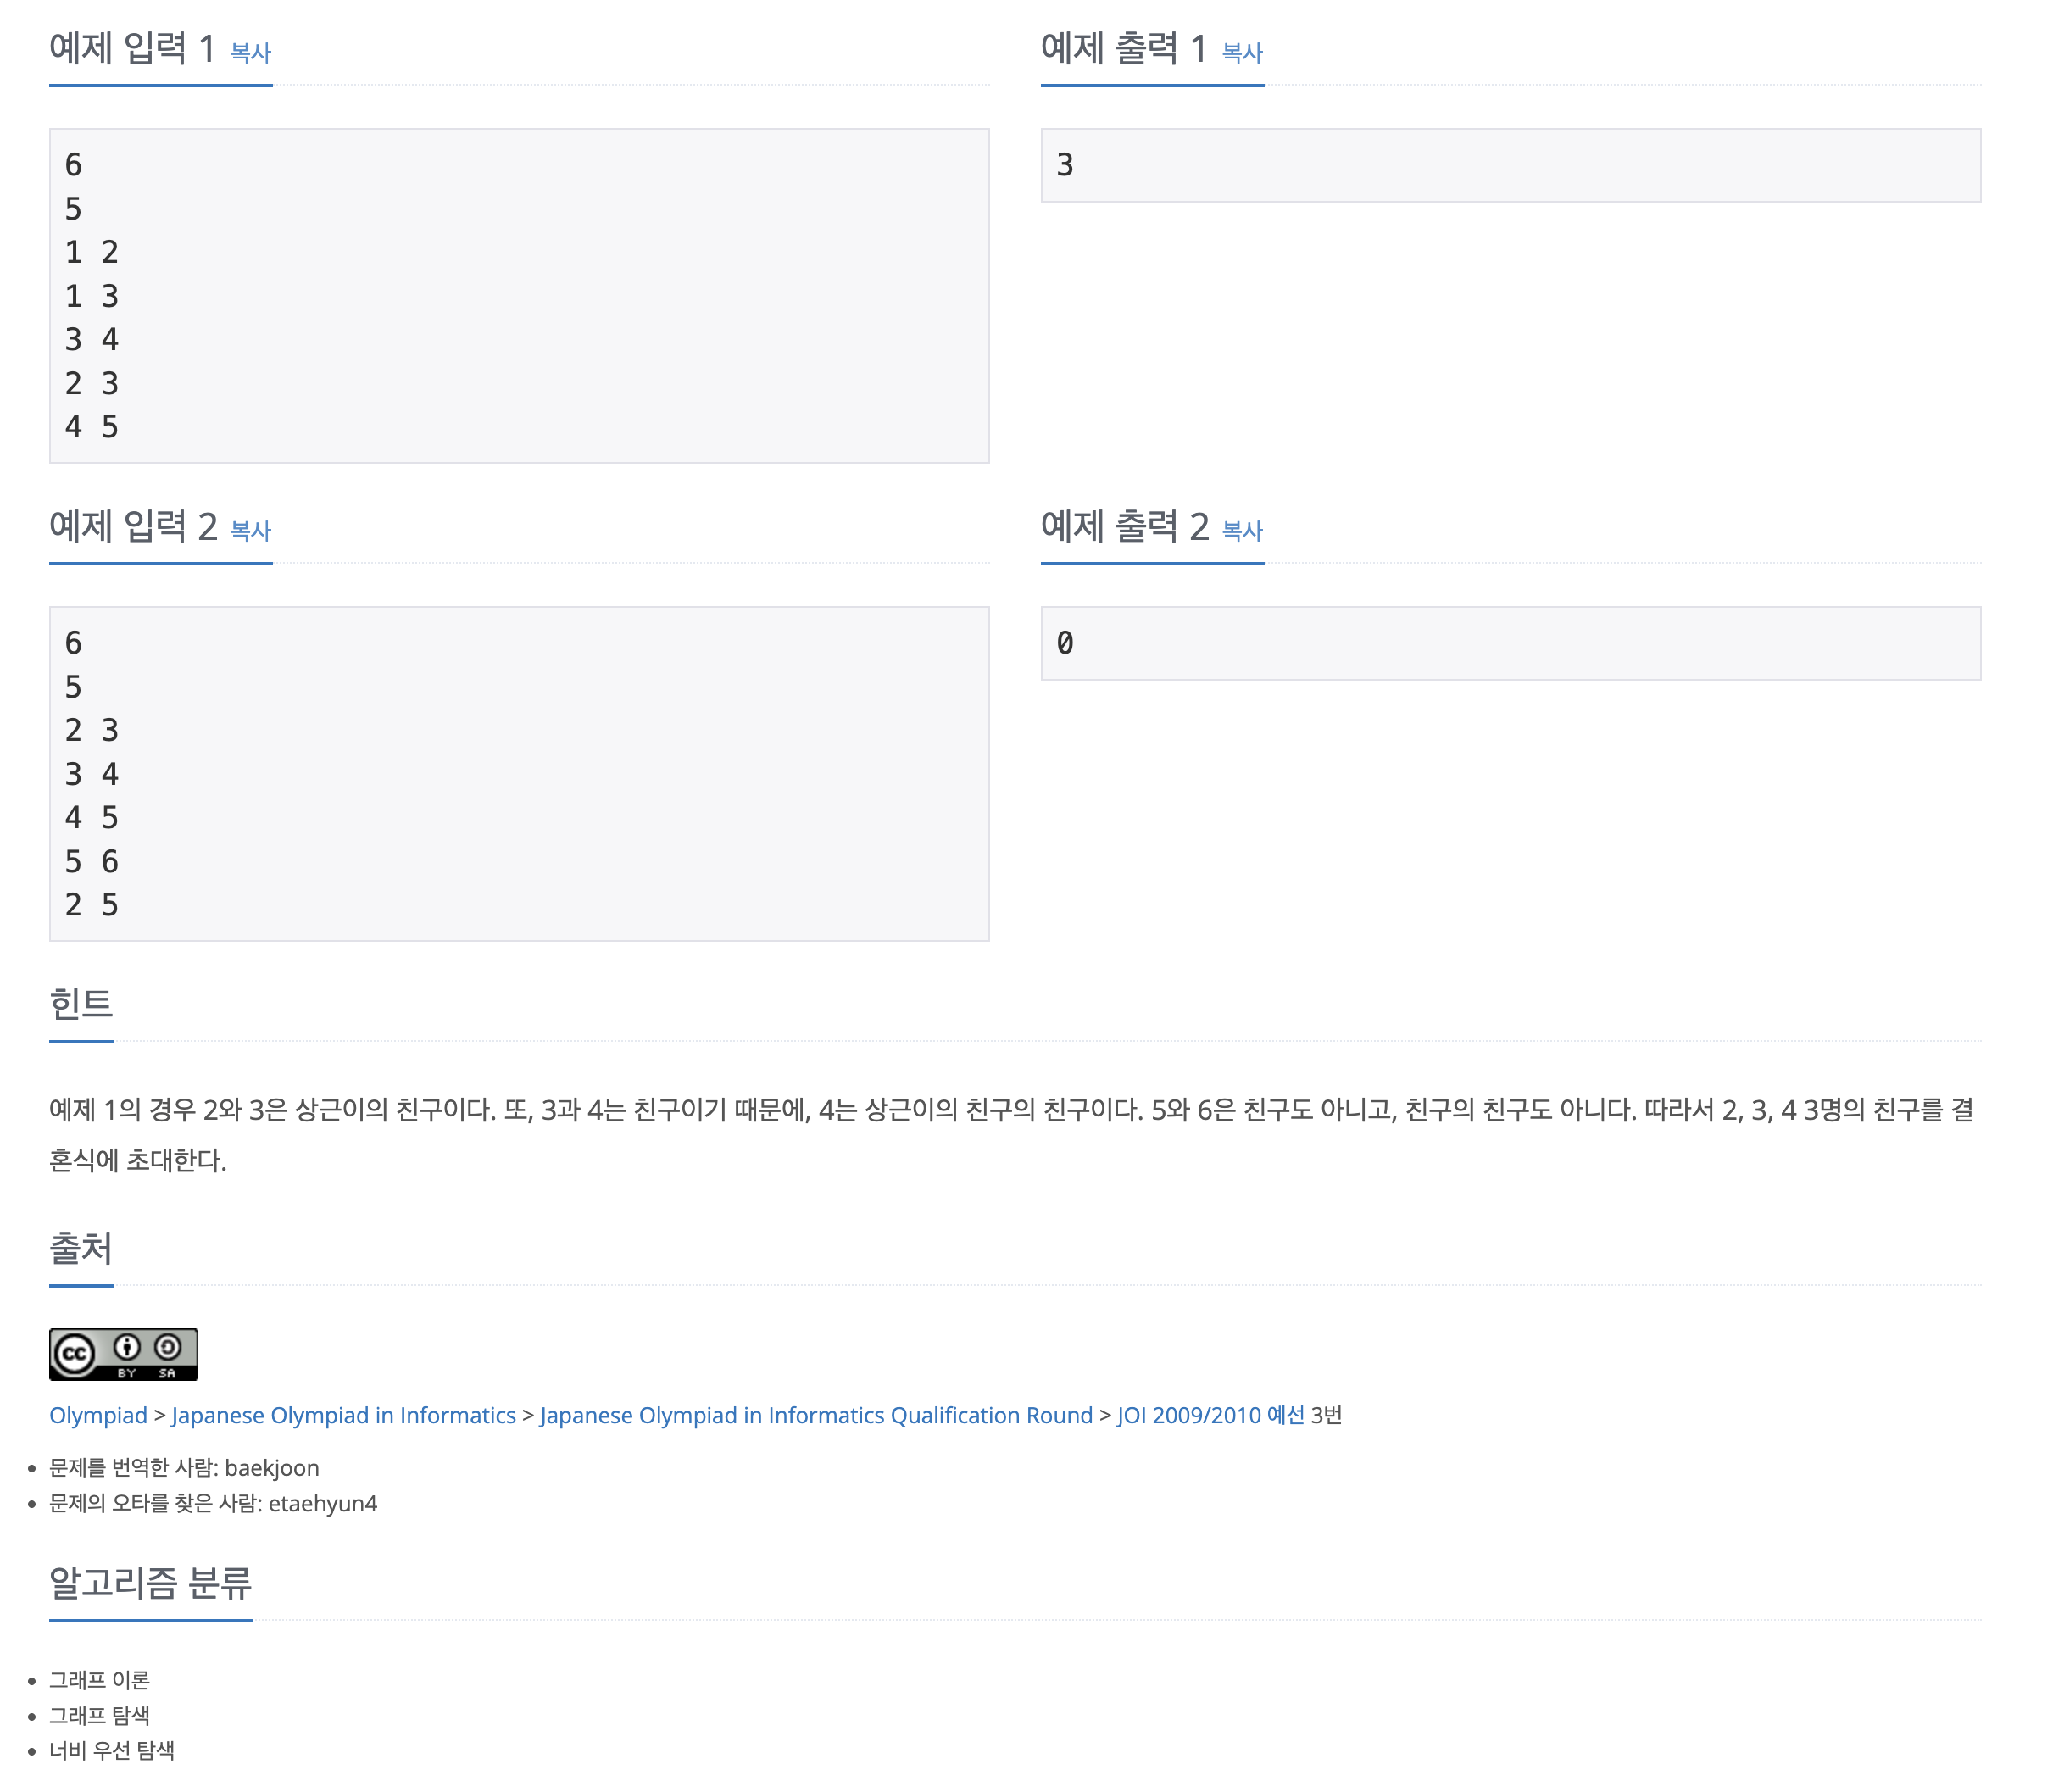 예제 입력 1 복사
6
5
1 2
1 3
3 4
2 3
4 5
예제 출력 1 복사
3
예제 입력 2 복사
6
5
2 3
3 4
4 5
5 6
2 5
예제 출력 2 복사
0
힌트
예제 1의 경우 2와 3은 상근이의 친구이다. 또, 3과 4는 친구이기 때문에, 4는 상근이의 친구의 친구이다. 5와 6은 친구도 아니고, 친구의 친구도 아니다. 따라서 2, 3, 4 3명의 친구를 결
혼식에 초대한다.
출처
cc BY SA
Olympiad > Japanese Olympiad in Informatics > Japanese Olympiad in Informatics Qualification Round > JOI 2009/2010 예선 3번
문제를 번역한 사람: baekjoon
문제의 오타를 찾은 사람: etaehyun4
알고리즘 분류
그래프 이론
그래프 탐색
너비 우선 탐색